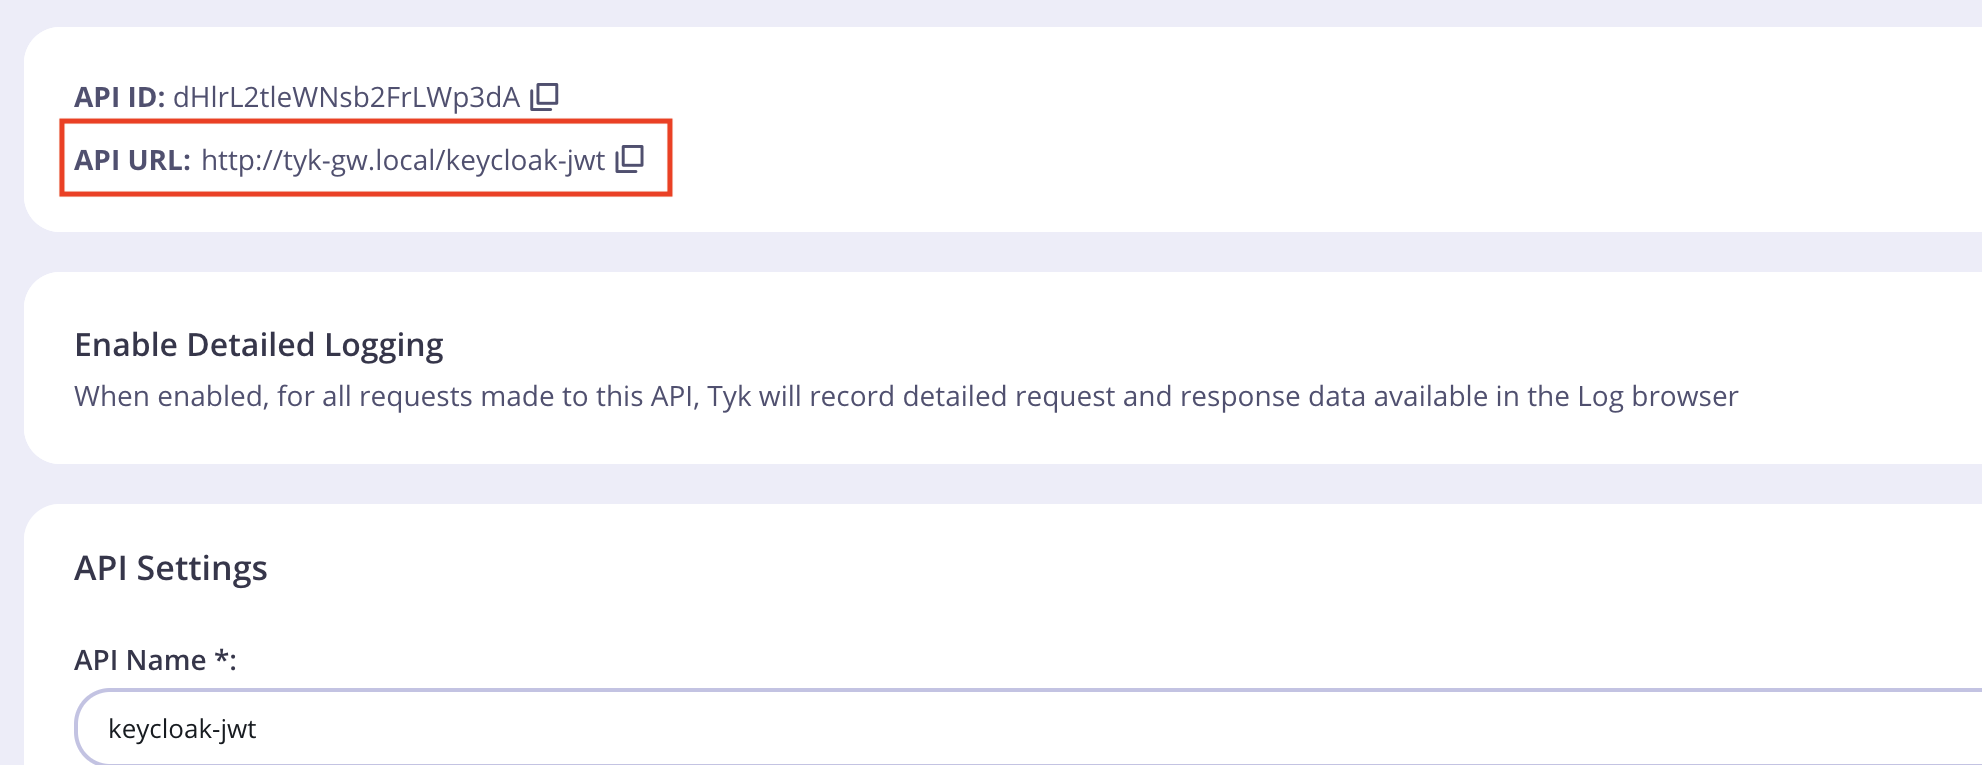 API ID: dHlrL2tleWNsb2FrLWp3dA
API URL: http://tyk-gw.local/keycloak-jwt
Enable Detailed Logging
When enabled, for all requests made to this API, Tyk will record detailed request and response data available in the Log browser
API Settings
API Name *:
keycloak-jwt